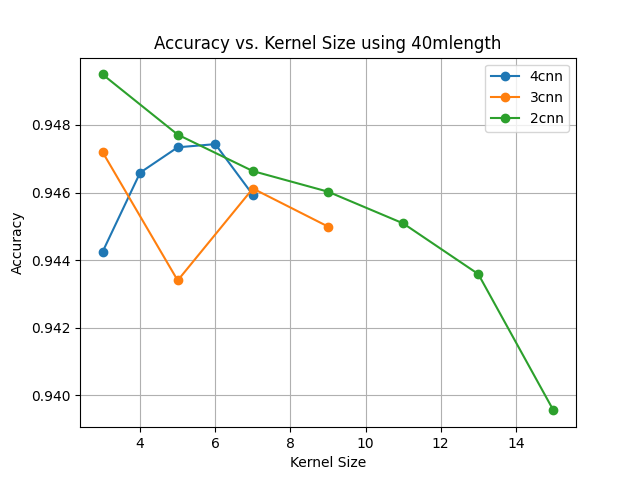 Accuracy vs. Kernel Size using 40mlength
4cnn
3cnn
2cnn
0.948
0.946
0.944
0.942
0.940
Accuracy
4 6 8 10 12 14
Kernel Size